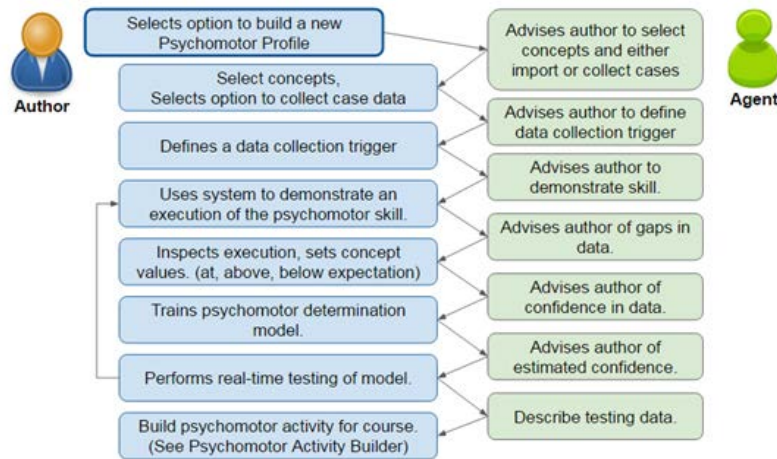 Selects option to build a new
Psychomotor Profile
Advises author to select
concepts and either
import or collect cases
Author
Agent
Select concepts,
Selects option to collect case data
Advises author to define
data collection trigger
Defines a data collection trigger
Advises author to
demonstrate skill.
Uses system to demonstrate an
execution of the psychomotor skill.
Advises author of gaps in
data.
Inspects execution, sets concept
values. (at, above, below expectation)
Advises author of
confidence in data.
Trains psychomotor determination
model.
Advises author of
estimated confidence.
Performs real-time testing of model.
Describe testing data.
Build psychomotor activity for course.
(See Psychomotor Activity Builder)